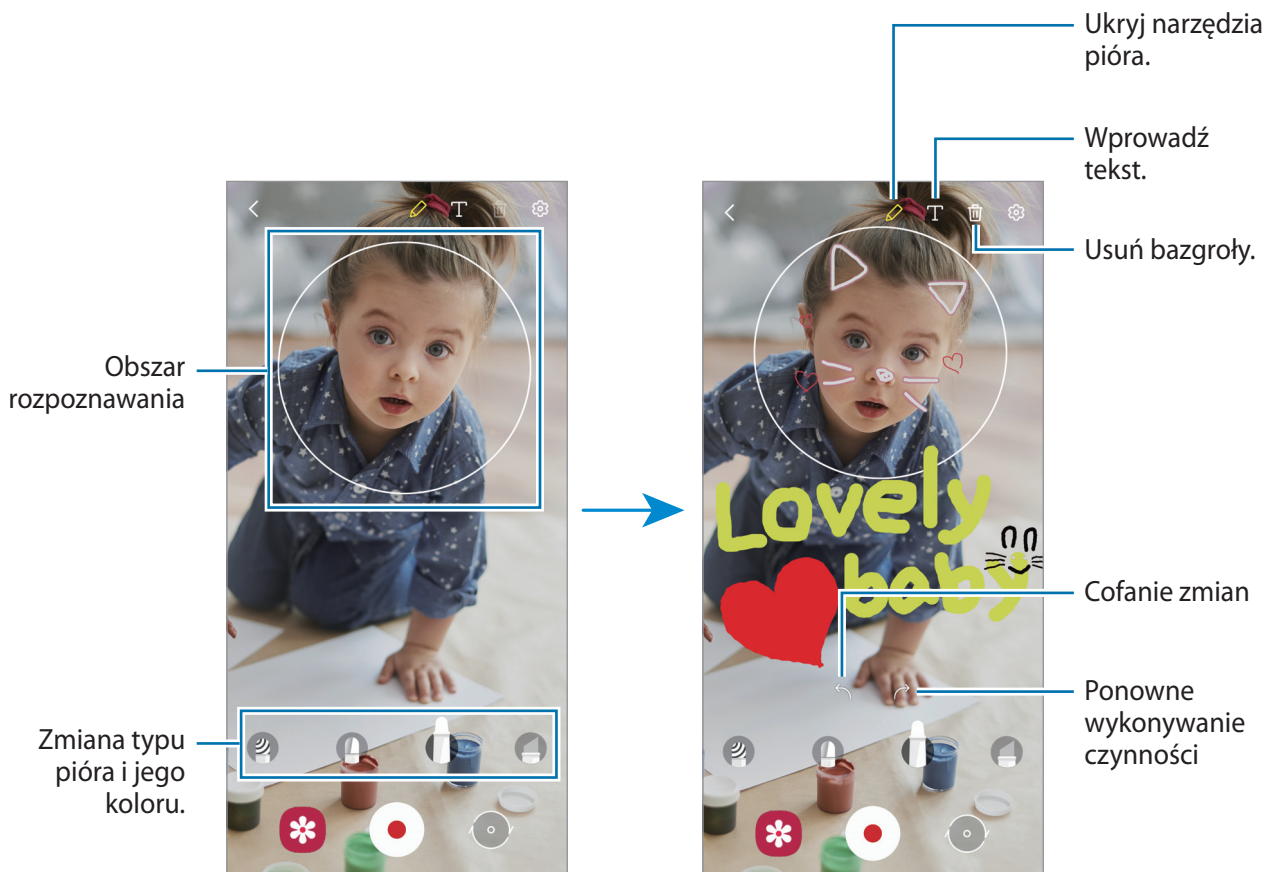 Ukryj narzędzia
pióra.
Wprowadź
tekst.
Usuń bazgroły.
Obszar
rozpoznawania
Lovely
baby
Cofanie zmian
Ponowne
wykonywanie
czynności
Zmiana typu
pióra i jego
koloru.